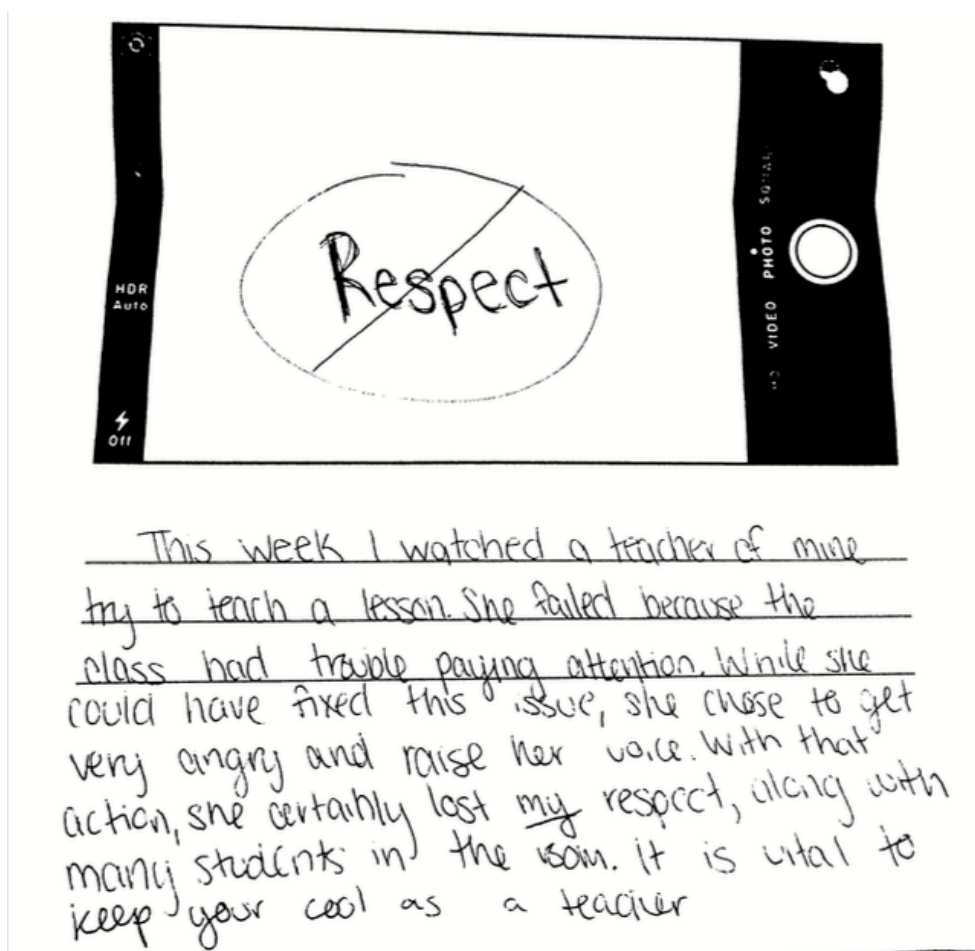 HDR
Auto
Off
Respect
VIDEO PHOTO
This week I watched a teacher of mine
try to teach a lesson. She failed because the
class had trouble paying attention. While she
could have fixed this issue, she chose to get
very angry and raise her voice. With that
action, she certainly lost my respect, along with
many students in the room. It is vital to
keep your cool as a teacher